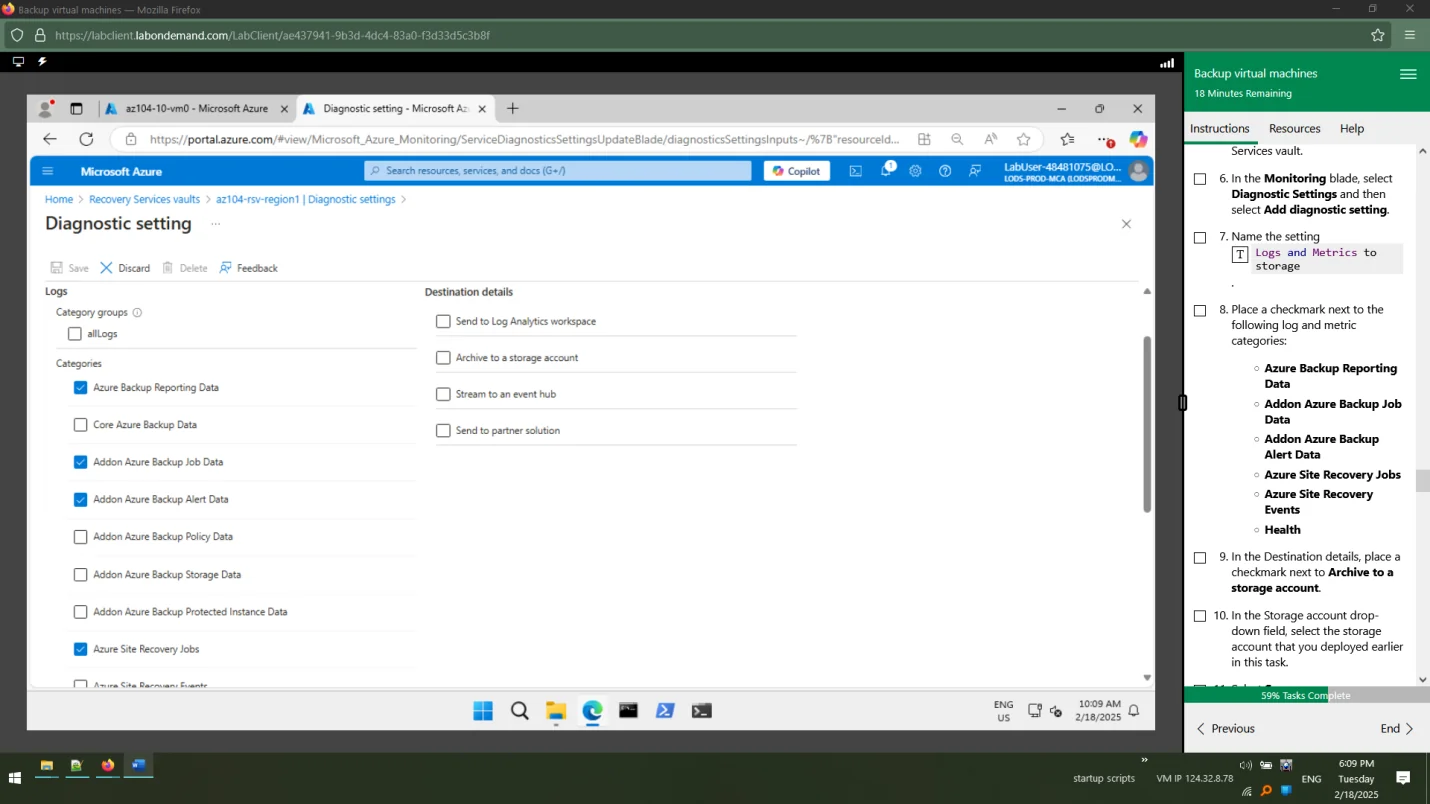 Backup virtual machines — Mozilla Firefox
https://labclient.labondemand.com/LabClient/ae437941-9b3d-4dc4-83a0-f3d33d5c3b8f
az104-10-vm0 - Microsoft Azure
Diagnostic setting - Microsoft Az
https://portal.azure.com/#view/Microsoft_Azure_Monitoring/ServiceDiagnosticsSettingsUpdateBlade/diagnosticsSettingsInputs~/%7B"resourceId...
Microsoft Azure
Search resources, services, and docs (G+/)
Copilot
1
LabUser-48481075@LO...
LODS-PROD-MCA (LODSPRODM...
Home > Recovery Services vaults > az104-rsv-region1 | Diagnostic settings >
Diagnostic setting ...
Save
Discard
Delete
Feedback
Logs
Category groups
allLogs
Categories
Azure Backup Reporting Data
Core Azure Backup Data
Addon Azure Backup Job Data
Addon Azure Backup Alert Data
Addon Azure Backup Policy Data
Addon Azure Backup Storage Data
Addon Azure Backup Protected Instance Data
Azure Site Recovery Jobs
Azure Site Recovery Events
Destination details
Send to Log Analytics workspace
Archive to a storage account
Stream to an event hub
Send to partner solution
ENG
US
10:09 AM
2/18/2025
Backup virtual machines
18 Minutes Remaining
Instructions
Resources
Help
Services vault.
6. In the Monitoring blade, select
Diagnostic Settings and then
select Add diagnostic setting.
7. Name the setting
T
Logs and Metrics to
storage
.
8. Place a checkmark next to the
following log and metric
categories:
Azure Backup Reporting
Data
Addon Azure Backup Job
Data
Addon Azure Backup
Alert Data
Azure Site Recovery Jobs
Azure Site Recovery
Events
Health
9. In the Destination details, place a
checkmark next to Archive to a
storage account.
10. In the Storage account drop-
down field, select the storage
account that you deployed earlier
in this task.
59% Tasks Complete
Previous
End
startup scripts
VM IP 124.32.8.78
ENG
6:09 PM
Tuesday
2/18/2025